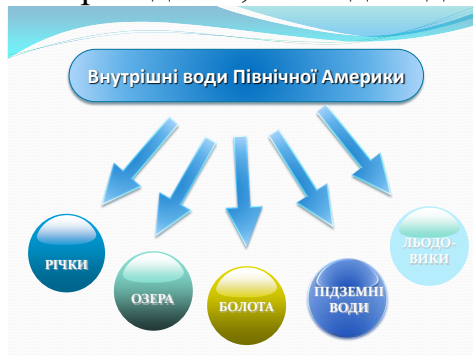 Внутрішні води Північної Америки
РІЧКИ
ОЗЕРА
БОЛОТА
ПІДЗЕМНІ
ВОДИ
ЛЬОДО-
ВИКИ